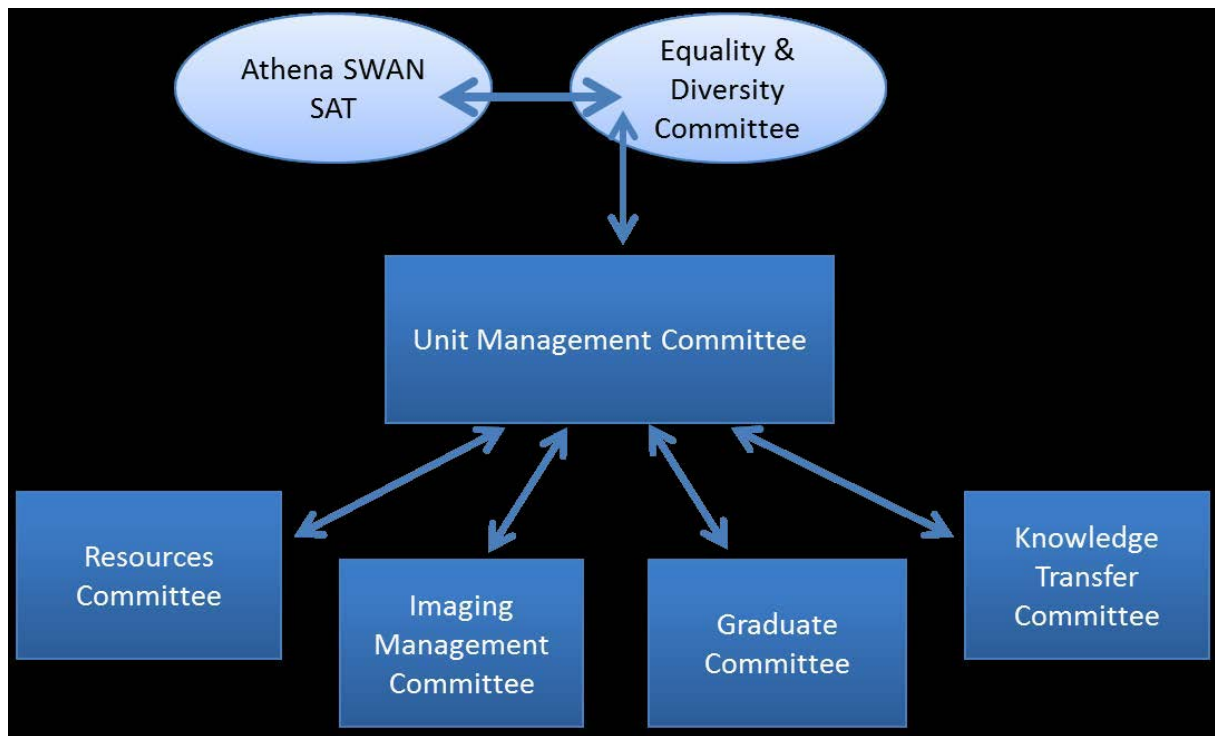 Athena SWAN
SAT
Equality &
Diversity
Committee
Unit Management Committee
Resources
Committee
Imaging
Management
Committee
Graduate
Committee
Knowledge
Transfer
Committee